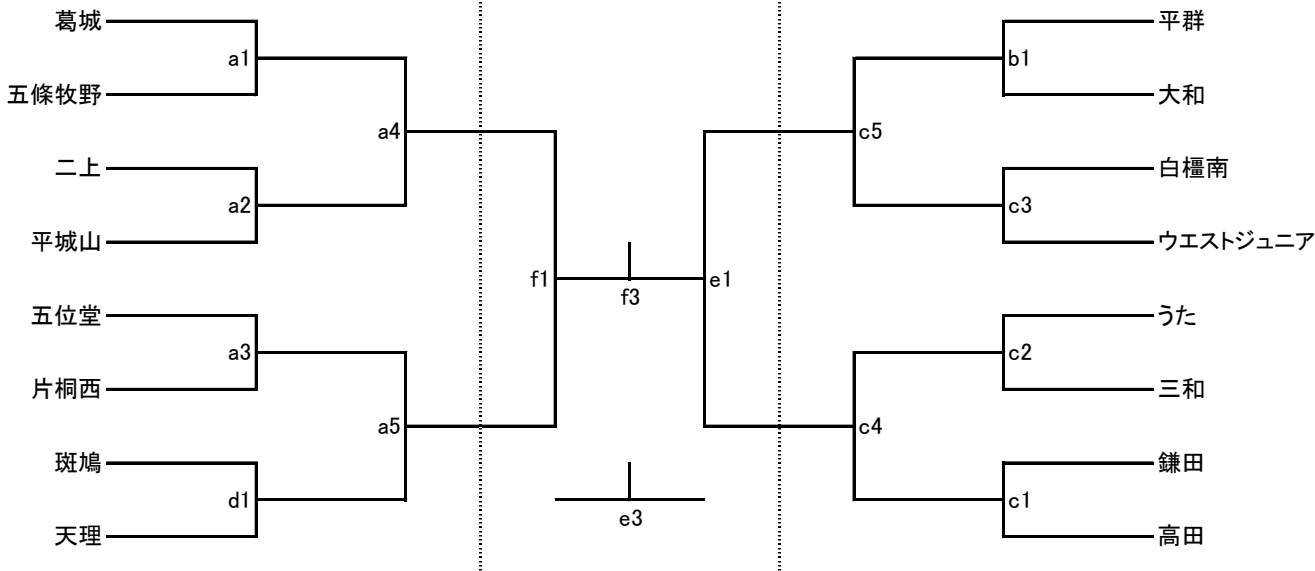 葛城
a1
五條牧野
a4
二上
a2
平城山
f1
五位堂
a3
片桐西
a5
斑鳩
d1
天理
f3
e3
平群
b1
大和
c5
白橿南
c3
ウエストジュニア
e1
うた
c2
三和
c4
鎌田
c1
高田